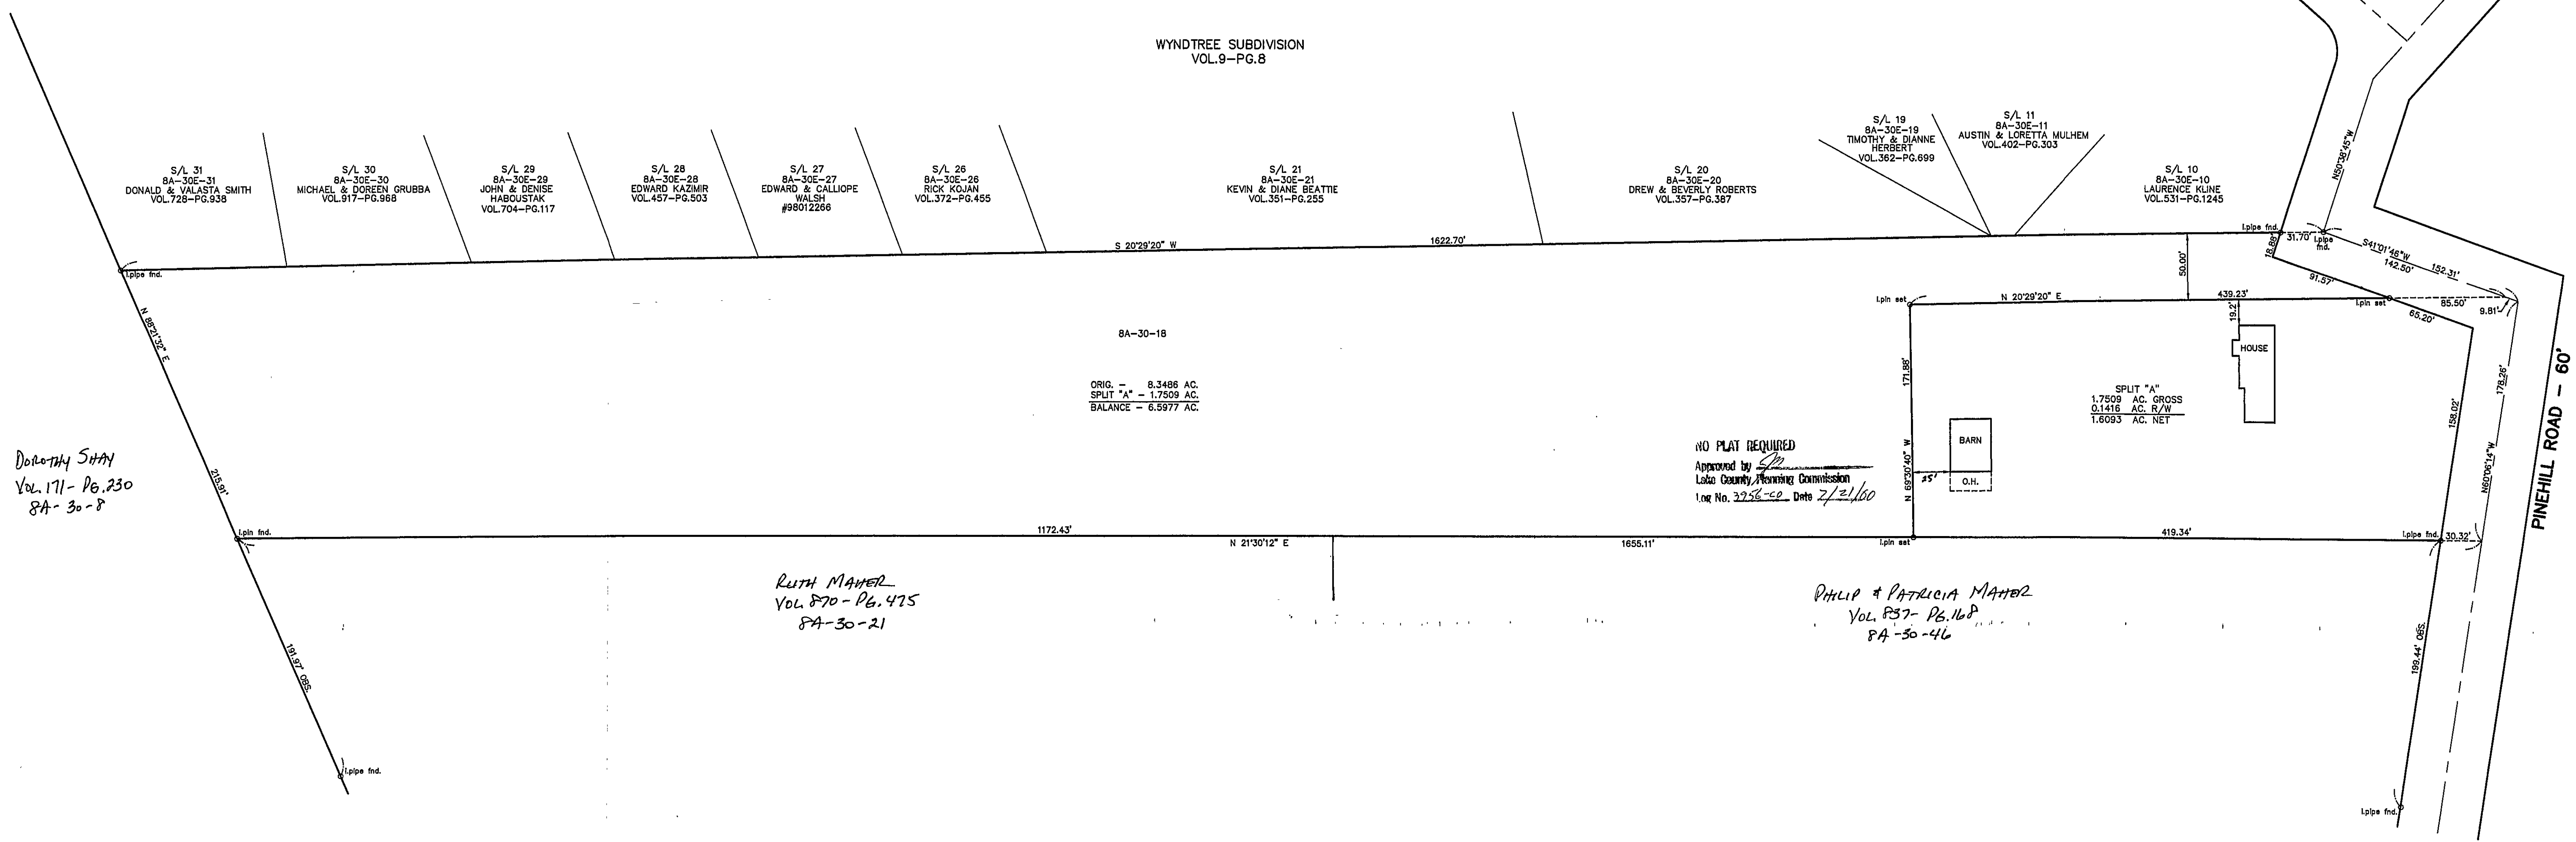 WYNDTREE SUBDIVISION
VOL.9-PG.8
S/L 31
8A-30E-31
DONALD & VALASTA SMITH
VOL.728-PG.938
S/L 30
8A-30E-30
MICHAEL & DOREEN GRUBBA
VOL.917-PG.968
S/L 29
8A-30E-29
JOHN & DENISE
HABOUSTAK
VOL.704-PG.117
S/L 28
8A-30E-28
EDWARD KAZIMIR
VOL.457-PG.503
S/L 27
8A-30E-27
EDWARD & CALLIOPE
WALSH
#98012266
S/L 26
8A-30E-26
RICK KOJAN
VOL.372-PG.455
S/L 21
8A-30E-21
KEVIN & DIANE BEATTIE
VOL.351-PG.255
S/L 20
8A-30E-20
DREW & BEVERLY ROBERTS
VOL.357-PG.387
S/L 19
8A-30E-19
TIMOTHY & DIANNE
HERBERT
VOL.362-PG.699
S/L 11
8A-30E-11
AUSTIN & LORETTA MULHEM
VOL.402-PG.303
S/L 10
8A-30E-10
LAURENCE KLINE
VOL.531-PG.1245
N50°38'45"W
S 20°29'20" W
1622.70'
I.pipe fnd.
I.pipe fnd.
31.70'
I.pipe
fnd.
18.88'
S41°01'46"W
142.50'
152.31'
91.57'
50.00'
I.pin set
N 20°29'20" E
439.23'
I.pin set
85.50'
9.81'
65.20'
19.2'
HOUSE
N 88°21'32" E
215.91'
8A-30-18
ORIG. - 8.3486 AC.
SPLIT "A" - 1.7509 AC.
BALANCE - 6.5977 AC.
171.88'
N 69°30'40" W
SPLIT "A"
1.7509 AC. GROSS
0.1416 AC. R/W
1.6093 AC. NET
BARN
O.H.
25'
158.02'
178.26'
N60°06'14"W
PINEHILL ROAD - 60'
NO PLAT REQUIRED
Approved by
Lake County Planning Commission
Log No. 3956-CO Date 2/21/00
DOROTHY SHAY
VOL. 171- PG.230
8A-30-8
I.pin fnd.
1172.43'
N 21°30'12" E
1655.11'
I.pin set
419.34'
I.pipe fnd.
30.32'
RUTH MAHER
VOL. 870-PG.475
8A-30-21
PHILIP & PATRICIA MAHER
VOL. 837- PG.168
8A-30-46
191.97' OBS.
I.pipe fnd.
199.44' OBS.
I.pipe fnd.